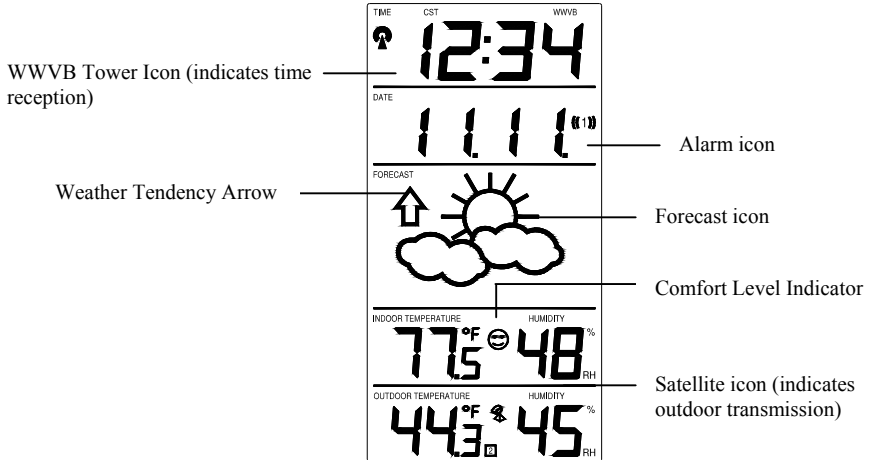 TIME CST WWVB
12:34
WWVB Tower Icon (indicates time
reception)
DATE
11.11.
((1))
Alarm icon
FORECAST
Weather Tendency Arrow
Forecast icon
Comfort Level Indicator
INDOOR TEMPERATURE HUMIDITY
77.5 °F 48 % RH
Satellite icon (indicates
outdoor transmission)
OUTDOOR TEMPERATURE HUMIDITY
44.3 °F 2 45 % RH